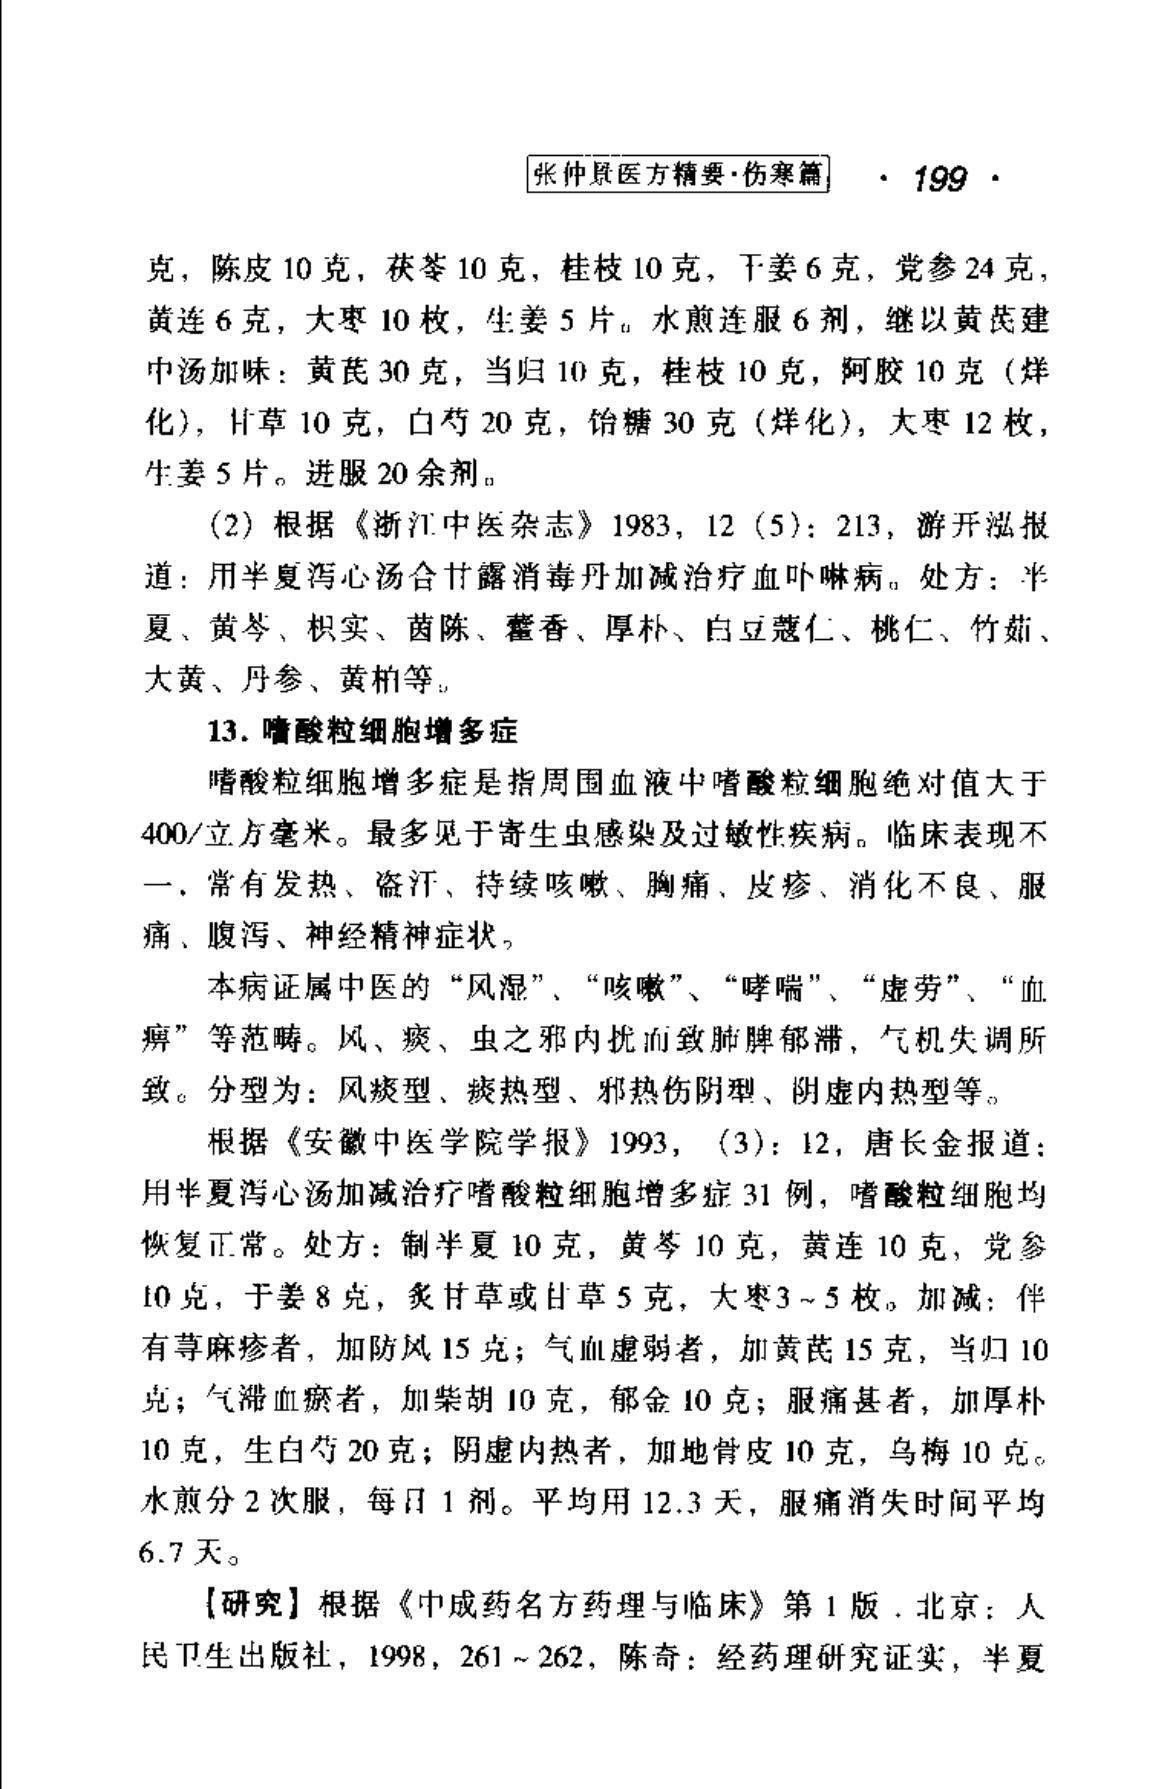 张仲景医方精要·伤寒篇 · 199 ·
克，陈皮 10 克，茯苓 10 克，桂枝 10 克，干姜 6 克，党参 24 克，
黄连 6 克，大枣 10 枚，生姜 5 片。水煎连服 6 剂，继以黄芪建
中汤加味：黄芪 30 克，当归 10 克，桂枝 10 克，阿胶 10 克（烊
化），甘草 10 克，白芍 20 克，饴糖 30 克（烊化），大枣 12 枚，
生姜 5 片。进服 20 余剂。
（2）根据《浙江中医杂志》1983，12（5）：213，游开泓报
道：用半夏泻心汤合甘露消毒丹加减治疗血卟啉病。处方：半
夏、黄芩、枳实、茵陈、藿香、厚朴、白豆蔻仁、桃仁、竹茹、
大黄、丹参、黄柏等。
13. 嗜酸粒细胞增多症
嗜酸粒细胞增多症是指周围血液中嗜酸粒细胞绝对值大于
400/立方毫米。最多见于寄生虫感染及过敏性疾病。临床表现不
一，常有发热、盗汗、持续咳嗽、胸痛、皮疹、消化不良、服
痛、腹泻、神经精神症状。
本病证属中医的“风湿”、“咳嗽”、“哮喘”、“虚劳”、“血
痹”等范畴。风、痰、虫之邪内扰而致肺脾郁滞，气机失调所
致。分型为：风痰型、痰热型、邪热伤阴型、阴虚内热型等。
根据《安徽中医学院学报》1993，（3）：12，唐长金报道：
用半夏泻心汤加减治疗嗜酸粒细胞增多症 31 例，嗜酸粒细胞均
恢复正常。处方：制半夏 10 克，黄芩 10 克，黄连 10 克，党参
10 克，于姜 8 克，炙甘草或甘草 5 克，大枣3～5 枚。加减：伴
有荨麻疹者，加防风 15 克；气血虚弱者，加黄芪 15 克，当归 10
克；气滞血瘀者，加柴胡 10 克，郁金 10 克；服痛甚者，加厚朴
10 克，生白芍 20 克；阴虚内热者，加地骨皮 10 克，乌梅 10 克。
水煎分 2 次服，每日 1 剂。平均用 12.3 天，服痛消失时间平均
6.7 天。
【研究】根据《中成药名方药理与临床》第 1 版．北京：人
民卫生出版社，1998，261～262，陈奇：经药理研究证实，半夏